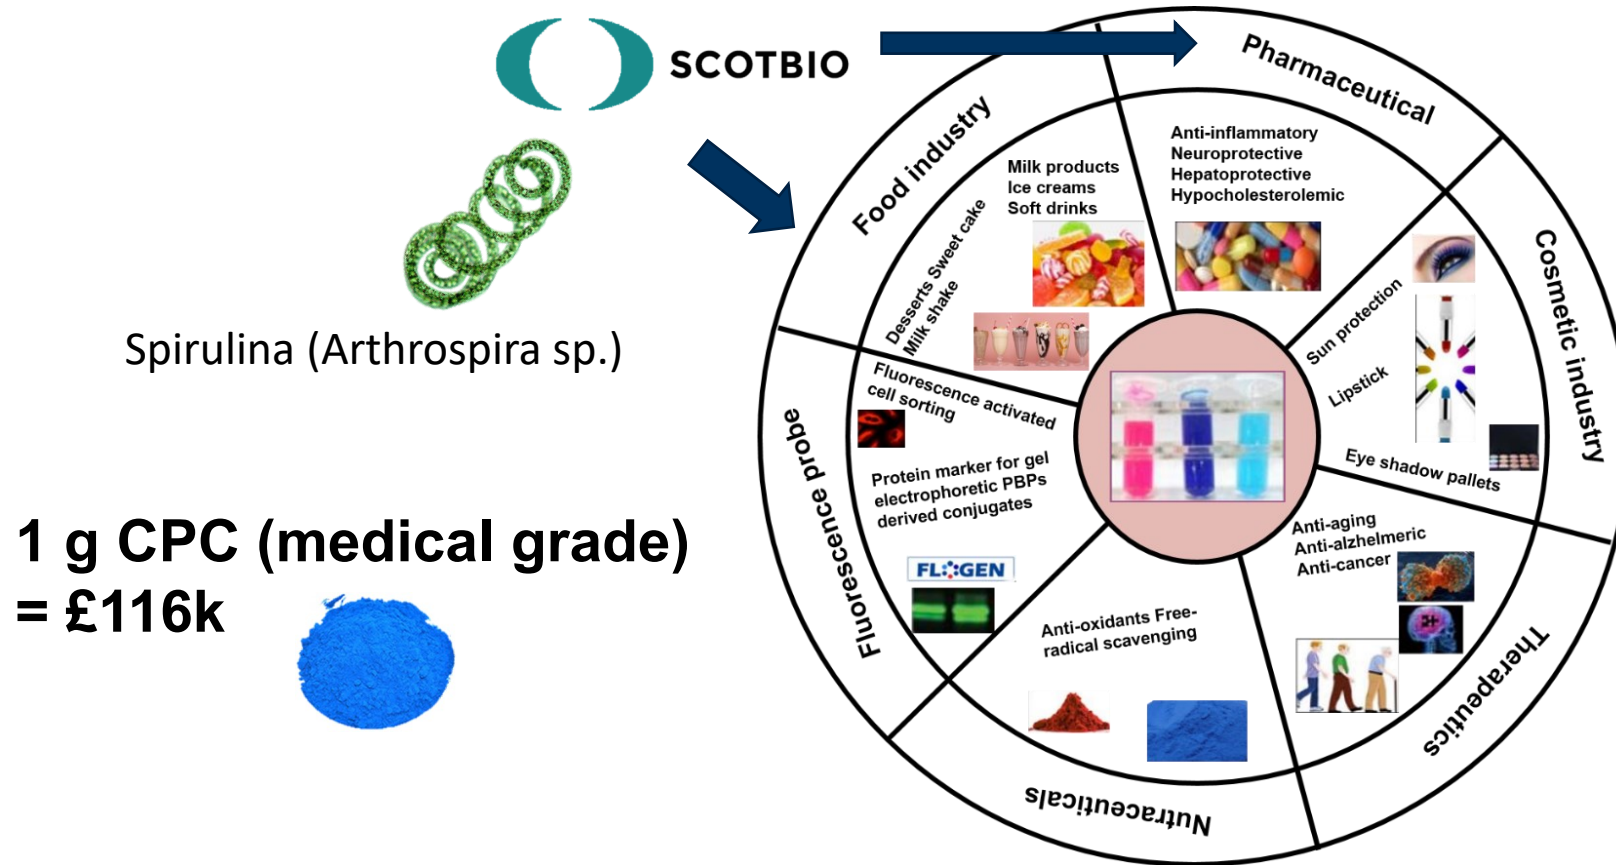 SCOTBIO
Spirulina (Arthrospira sp.)
1 g CPC (medical grade)
= £116k
Food industry
Milk products
Ice creams
Soft drinks
Desserts Sweet cake
Milk shake
Pharmaceutical
Anti-inflammatory
Neuroprotective
Hepatoprotective
Hypocholesterolemic
Cosmetic industry
Sun protection
Lipstick
Eye shadow pallets
Therapeutics
Anti-aging
Anti-alzhelmeric
Anti-cancer
Nutraceuticals
Anti-oxidants Free-
radical scavenging
Fluorescence probe
Fluorescence activated
cell sorting
Protein marker for gel
electrophoretic PBPs
derived conjugates
FLOGEN